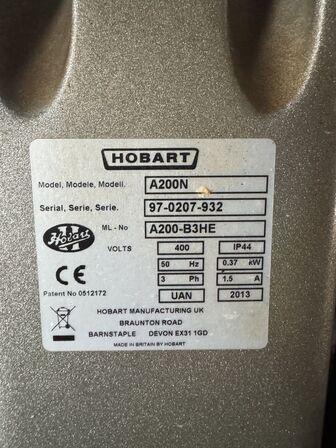 HOBART
Model, Modele, Modell. A200N
Serial, Serie, Serie. 97-0207-932
ML - No A200-B3HE
Hobart
VOLTS 400 IP44
50 Hz 0.37 kW
3 Ph 1.5 A
CE
Patent No 0512172
UAN 2013
HOBART MANUFACTURING UK
BRAUNTON ROAD
BARNSTAPLE DEVON EX31 1GD
MADE IN BRITAIN BY HOBART